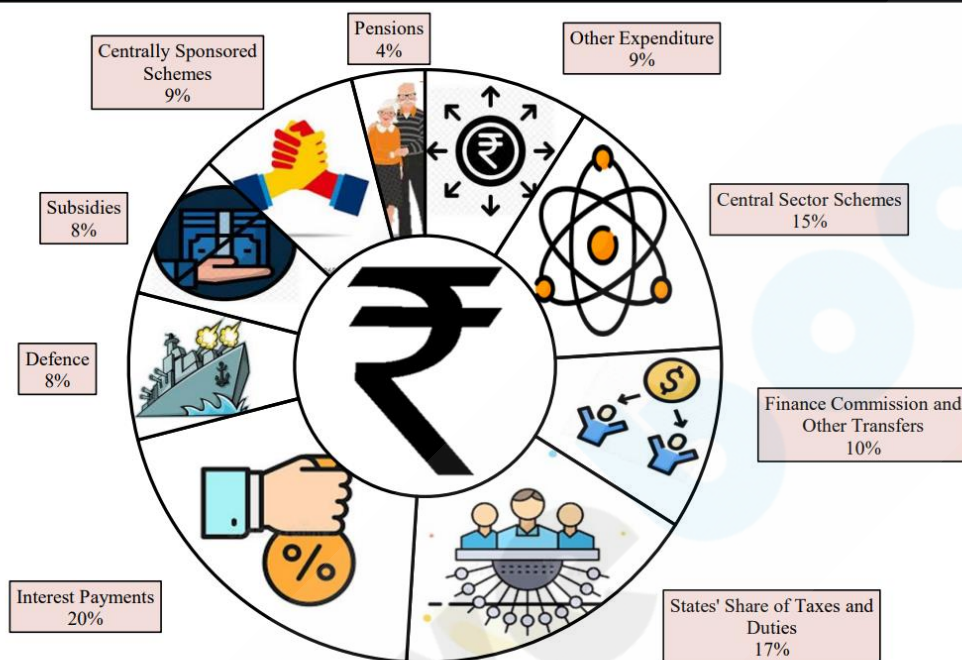 Pensions
4%
Other Expenditure
9%
Centrally Sponsored
Schemes
9%
Central Sector Schemes
15%
Subsidies
8%
Defence
8%
Finance Commission and
Other Transfers
10%
Interest Payments
20%
States' Share of Taxes and
Duties
17%
₹
₹
$
%